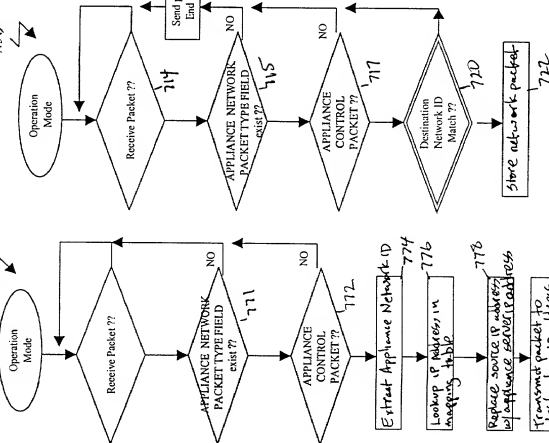 Operation
Mode
Receive Packet ??
714
Send
End
NO
APPLIANCE NETWORK
PACKET TYPE FIELD
exist ??
715
NO
APPLIANCE
CONTROL
PACKET ??
717
Destination
Network ID
Match ??
720
Store network packet
722
Operation
Mode
Receive Packet ??
APPLIANCE NETWORK
PACKET TYPE FIELD
exist ??
771
NO
APPLIANCE
CONTROL
PACKET ??
772
NO
Extract Appliance Network ID
774
Lookup IP Address in
mapping table
776
Replace source IP address
w/ appliance server IP address
778
Transmit packet to